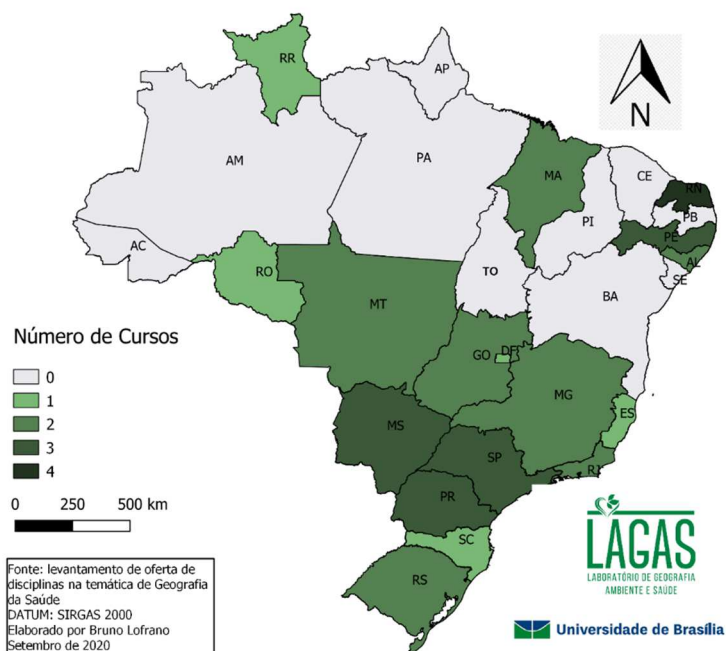 RR
AP
N
AM
PA
MA
CE
RN
PB
PI
PE
AL
SE
AC
RO
TO
BA
MT
Número de Cursos
GO
DF
0
1
2
3
4
MG
ES
MS
SP
RJ
PR
0 250 500 km
SC
RS
LAGAS
LABORATÓRIO DE GEOGRAFIA
AMBIENTE E SAÚDE
Fonte: levantamento de oferta de
disciplinas na temática de Geografia
da Saúde
DATUM: SIRGAS 2000
Elaborado por Bruno Lofrano
Setembro de 2020
Universidade de Brasília